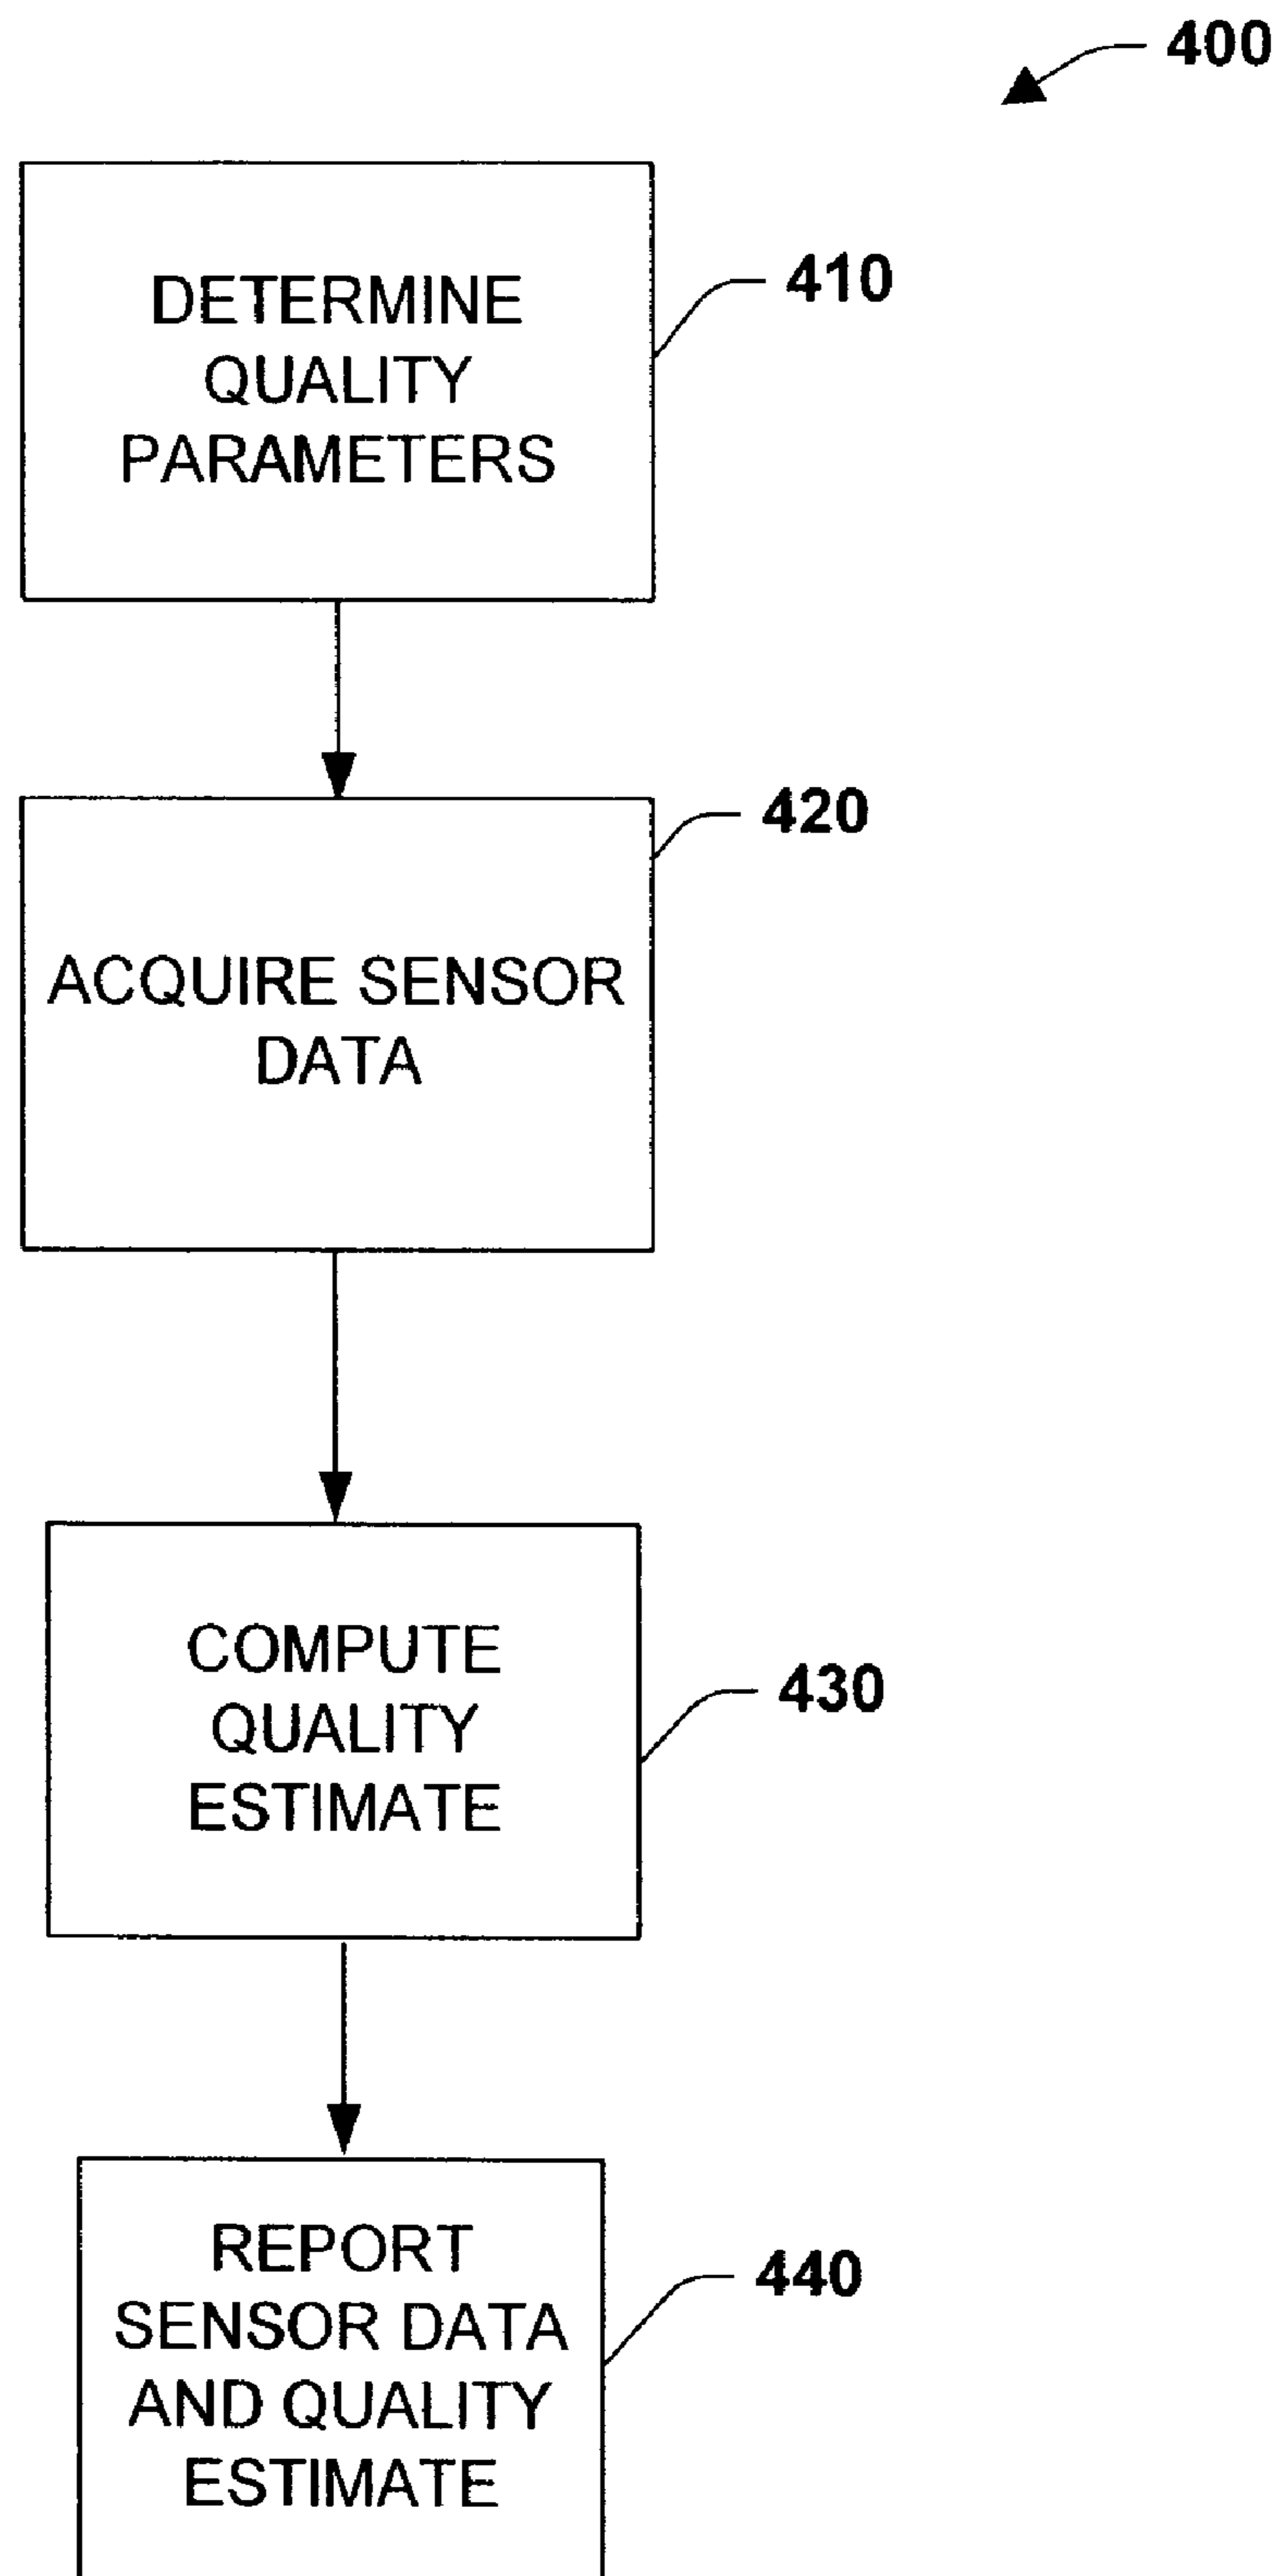 400
DETERMINE
QUALITY
PARAMETERS
410
420
ACQUIRE SENSOR
DATA
COMPUTE
QUALITY
ESTIMATE
430
REPORT
SENSOR DATA
AND QUALITY
ESTIMATE
440